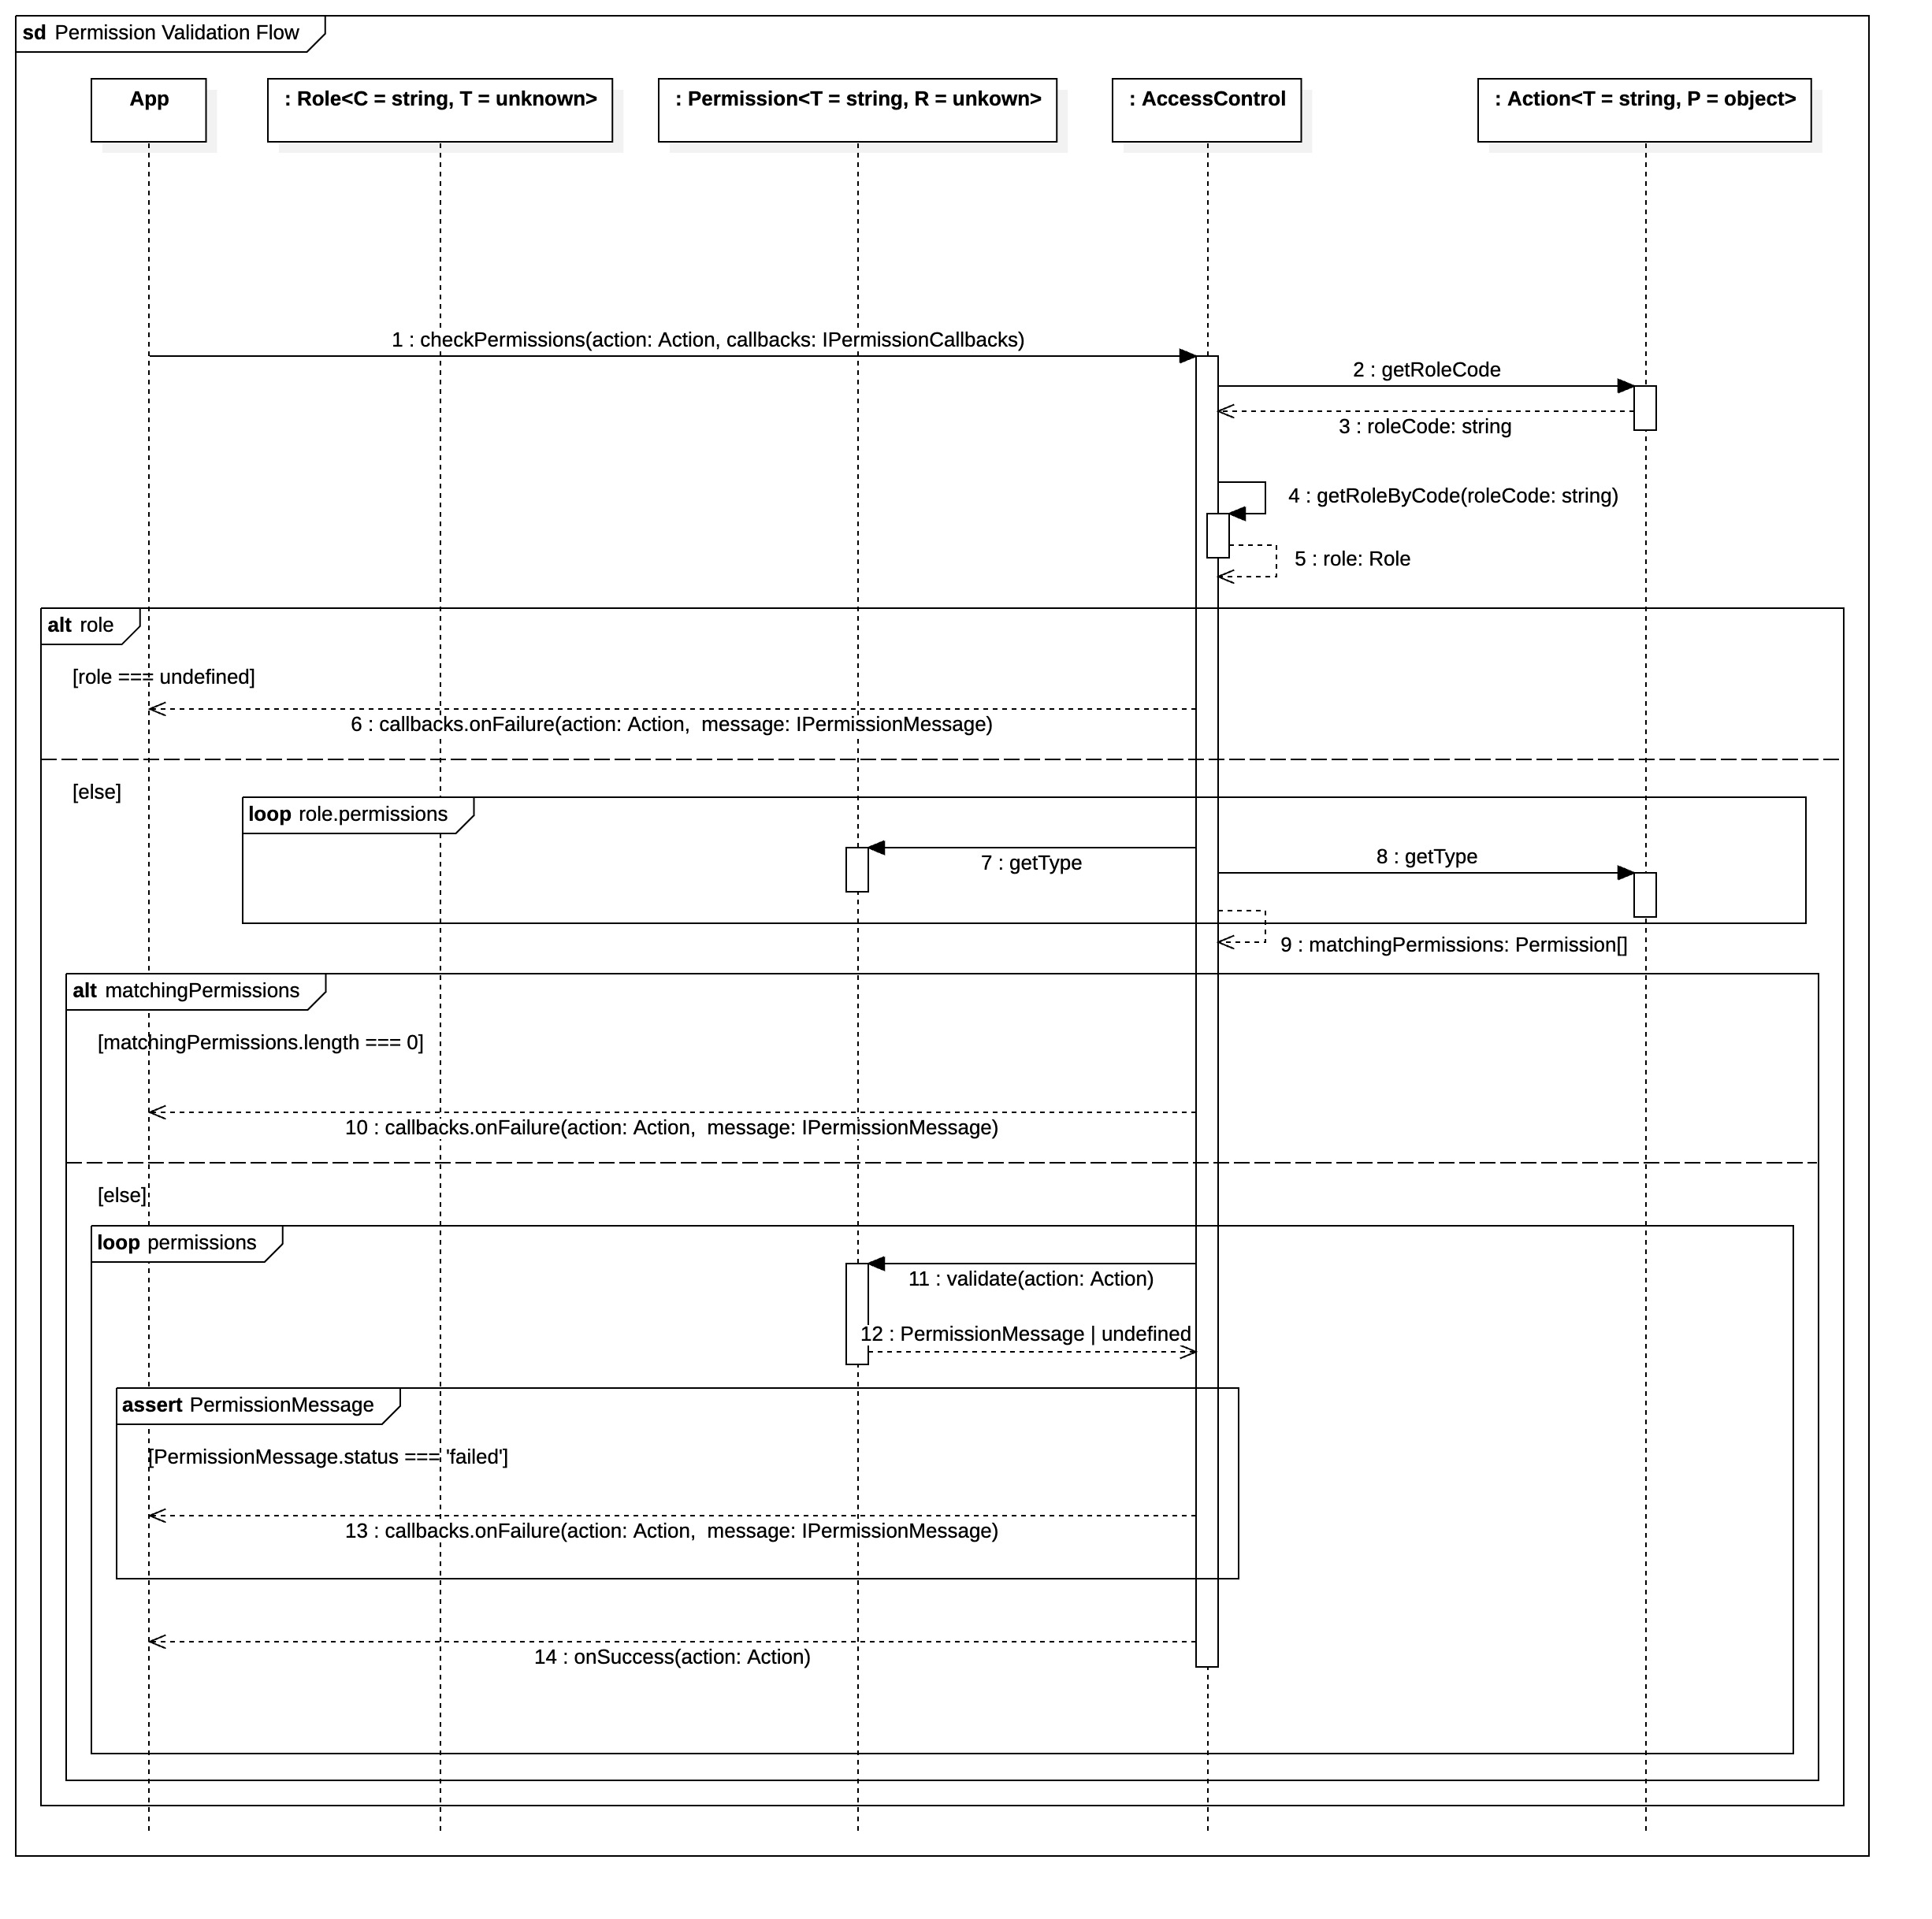 sd Permission Validation Flow
App
: Role<C = string, T = unknown>
: Permission<T = string, R = unkown>
: AccessControl
: Action<T = string, P = object>
1 : checkPermissions(action: Action, callbacks: IPermissionCallbacks)
2 : getRoleCode
3 : roleCode: string
4 : getRoleByCode(roleCode: string)
5 : role: Role
alt role
[role === undefined]
6 : callbacks.onFailure(action: Action,  message: IPermissionMessage)
[else]
loop role.permissions
7 : getType
8 : getType
9 : matchingPermissions: Permission[]
alt matchingPermissions
[matchingPermissions.length === 0]
10 : callbacks.onFailure(action: Action,  message: IPermissionMessage)
[else]
loop permissions
11 : validate(action: Action)
12 : PermissionMessage | undefined
assert PermissionMessage
[PermissionMessage.status === 'failed']
13 : callbacks.onFailure(action: Action,  message: IPermissionMessage)
14 : onSuccess(action: Action)